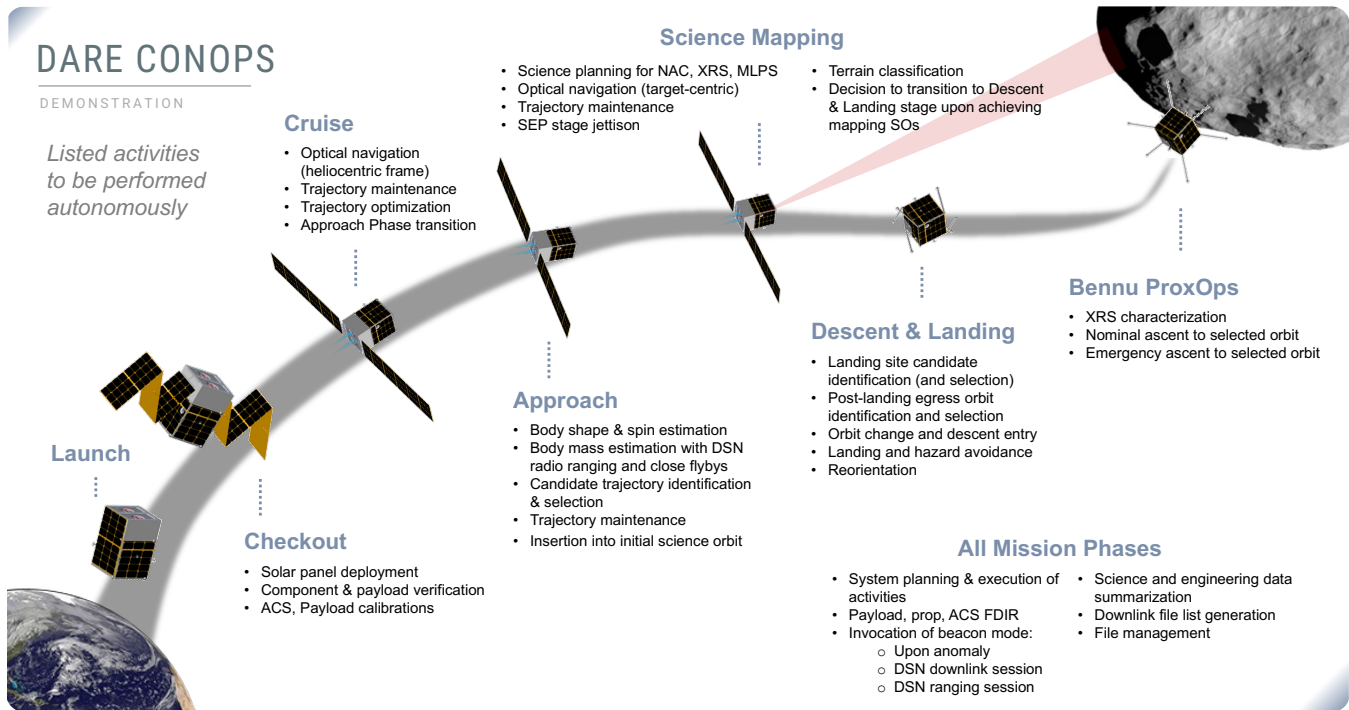 DARE CONOPS
DEMONSTRATION
Listed activities
to be performed
autonomously
Launch
Checkout
• Solar panel deployment
• Component & payload verification
• ACS, Payload calibrations
Cruise
• Optical navigation
(heliocentric frame)
• Trajectory maintenance
• Trajectory optimization
• Approach Phase transition
Approach
• Body shape & spin estimation
• Body mass estimation with DSN
radio ranging and close flybys
• Candidate trajectory identification
& selection
• Trajectory maintenance
• Insertion into initial science orbit
Science Mapping
• Science planning for NAC, XRS, MLPS
• Optical navigation (target-centric)
• Trajectory maintenance
• SEP stage jettison
• Terrain classification
• Decision to transition to Descent
& Landing stage upon achieving
mapping SOs
Descent & Landing
• Landing site candidate
identification (and selection)
• Post-landing egress orbit
identification and selection
• Orbit change and descent entry
• Landing and hazard avoidance
• Reorientation
Bennu ProxOps
• XRS characterization
• Nominal ascent to selected orbit
• Emergency ascent to selected orbit
All Mission Phases
• System planning & execution of
activities
• Payload, prop, ACS FDIR
• Invocation of beacon mode:
o Upon anomaly
o DSN downlink session
o DSN ranging session
• Science and engineering data
summarization
• Downlink file list generation
• File management